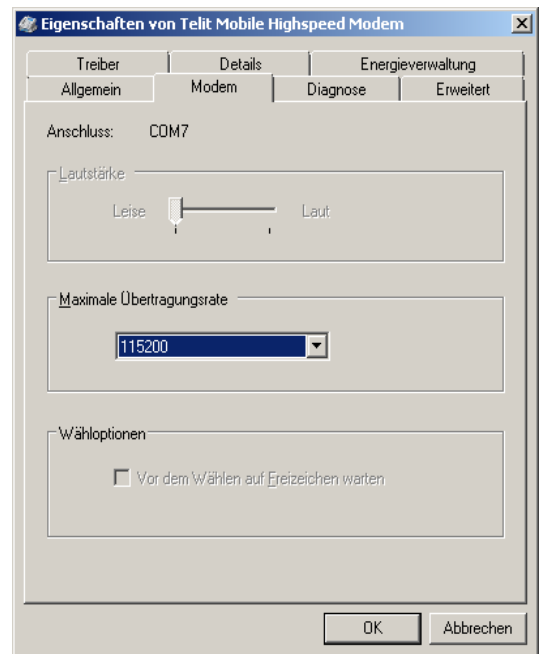 Eigenschaften von Telit Mobile Highspeed Modem
Treiber Details Energieverwaltung
Allgemein Modem Diagnose Erweitert
Anschluss: COM7
Lautstärke
Leise Laut
Maximale Übertragungsrate
115200
Wähloptionen
Vor dem Wählen auf Freizeichen warten
OK Abbrechen